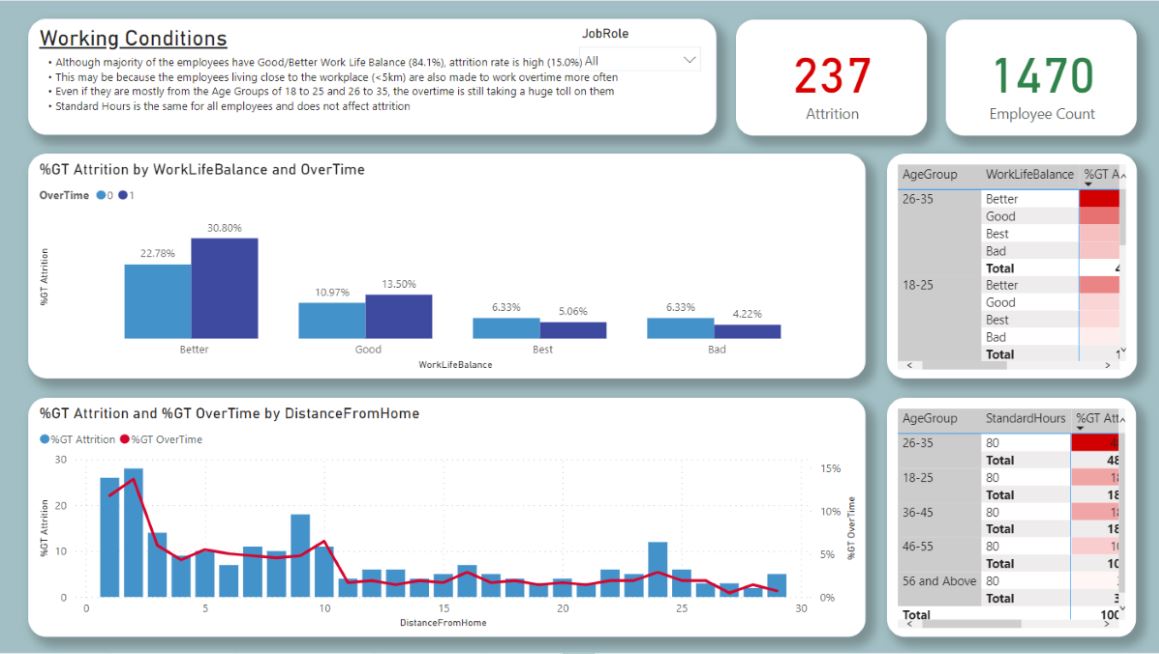 Working Conditions
• Although majority of the employees have Good/Better Work Life Balance (84.1%), attrition rate is high (15.0%)
• This may be because the employees living close to the workplace (<5km) are also made to work overtime more often
• Even if they are mostly from the Age Groups of 18 to 25 and 26 to 35, the overtime is still taking a huge toll on them
• Standard Hours is the same for all employees and does not affect attrition
JobRole
All
237
Attrition
1470
Employee Count
%GT Attrition by WorkLifeBalance and OverTime
OverTime 0 1
%GT Attrition
22.78% 30.80% 10.97% 13.50% 6.33% 5.06% 6.33% 4.22%
Better Good Best Bad
WorkLifeBalance
AgeGroup WorkLifeBalance %GT A
26-35 Better
Good
Best
Bad
Total 4
18-25 Better
Good
Best
Bad
Total 1
%GT Attrition and %GT OverTime by DistanceFromHome
%GT Attrition %GT OverTime
%GT Attrition
30
20
10
0
15%
10%
5%
0%
%GT OverTime
0 5 10 15 20 25 30
DistanceFromHome
AgeGroup StandardHours %GT Att
26-35 80 4
Total 48
18-25 80 18
Total 18
36-45 80 18
Total 18
46-55 80 10
Total 10
56 and Above 80
Total 3
Total 100